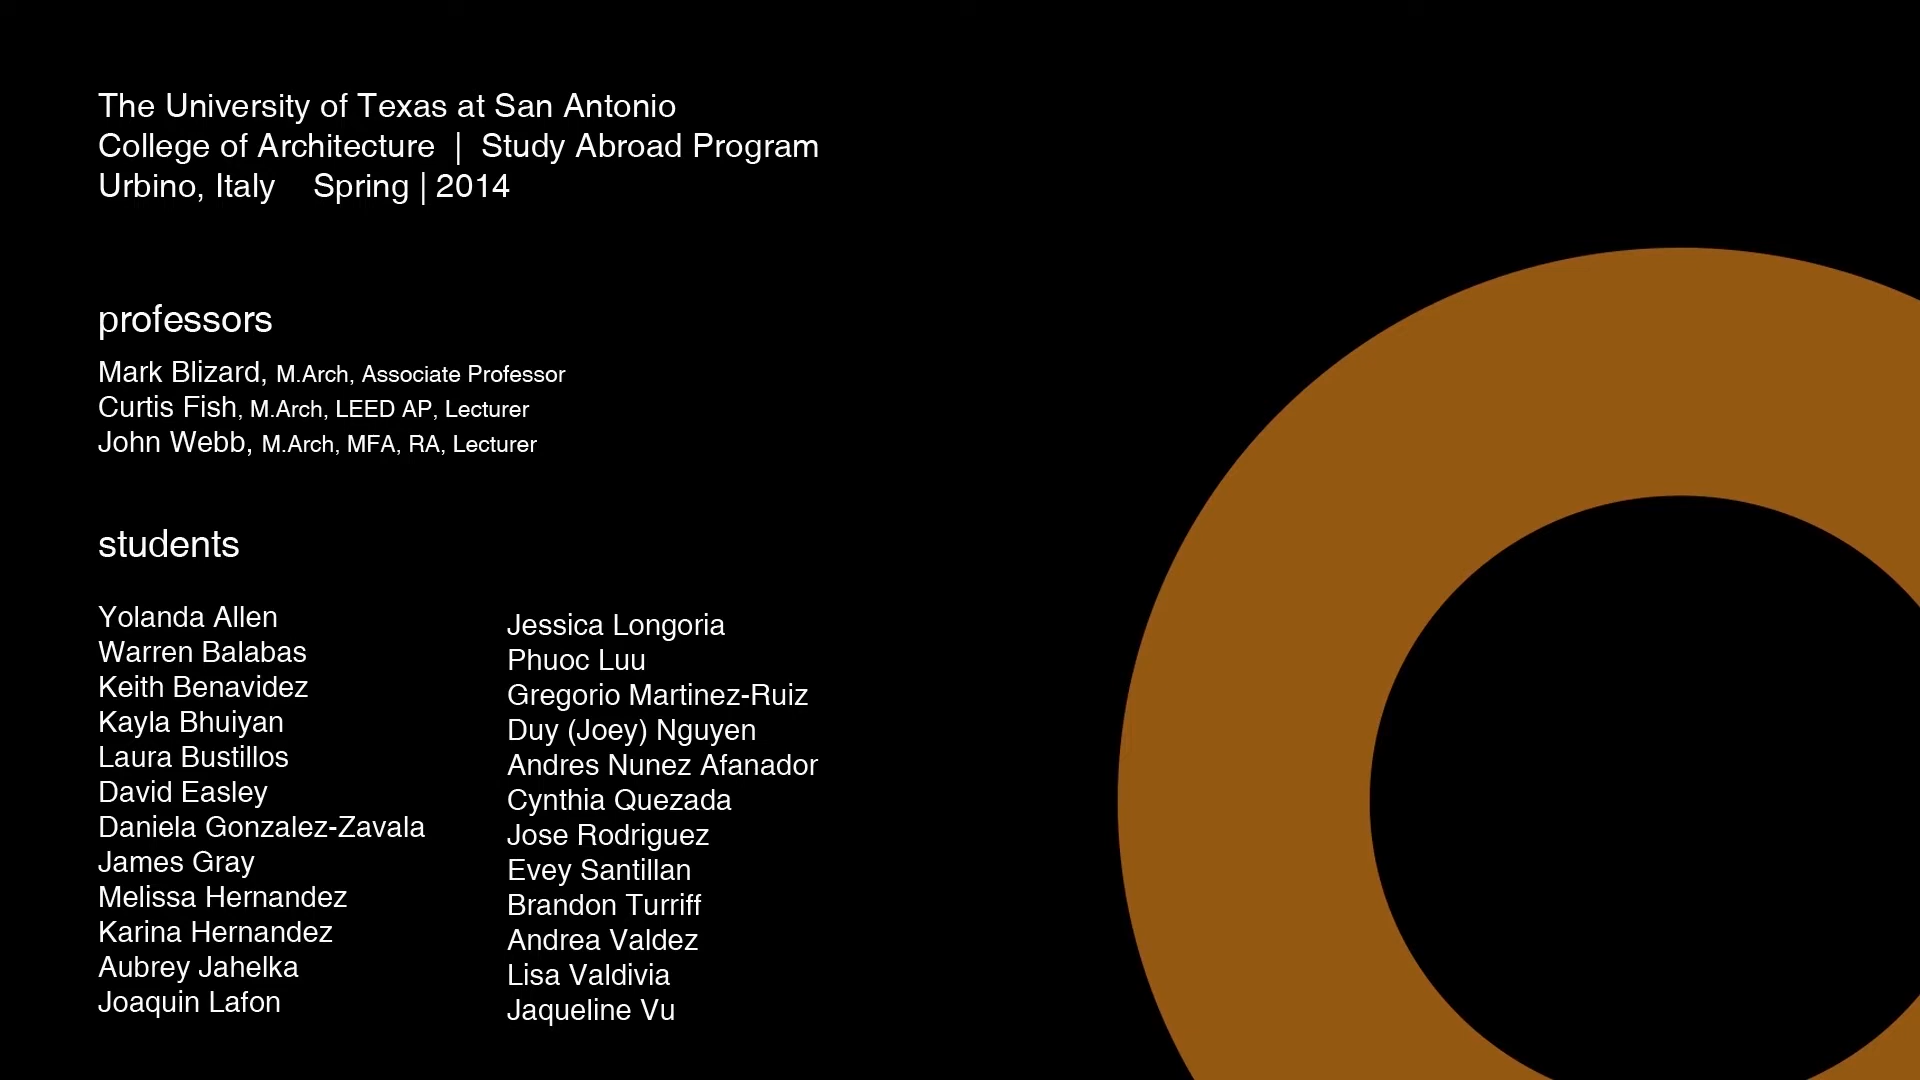 The University of Texas at San Antonio
College of Architecture | Study Abroad Program
Urbino, Italy Spring | 2014
professors
Mark Blizard, M.Arch, Associate Professor
Curtis Fish, M.Arch, LEED AP, Lecturer
John Webb, M.Arch, MFA, RA, Lecturer
students
Yolanda Allen
Warren Balabas
Keith Benavidez
Kayla Bhuiyan
Laura Bustillos
David Easley
Daniela Gonzalez-Zavala
James Gray
Melissa Hernandez
Karina Hernandez
Aubrey Jahelka
Joaquin Lafon
Jessica Longoria
Phuoc Luu
Gregorio Martinez-Ruiz
Duy (Joey) Nguyen
Andres Nunez Afanador
Cynthia Quezada
Jose Rodriguez
Evey Santillan
Brandon Turriff
Andrea Valdez
Lisa Valdivia
Jaqueline Vu